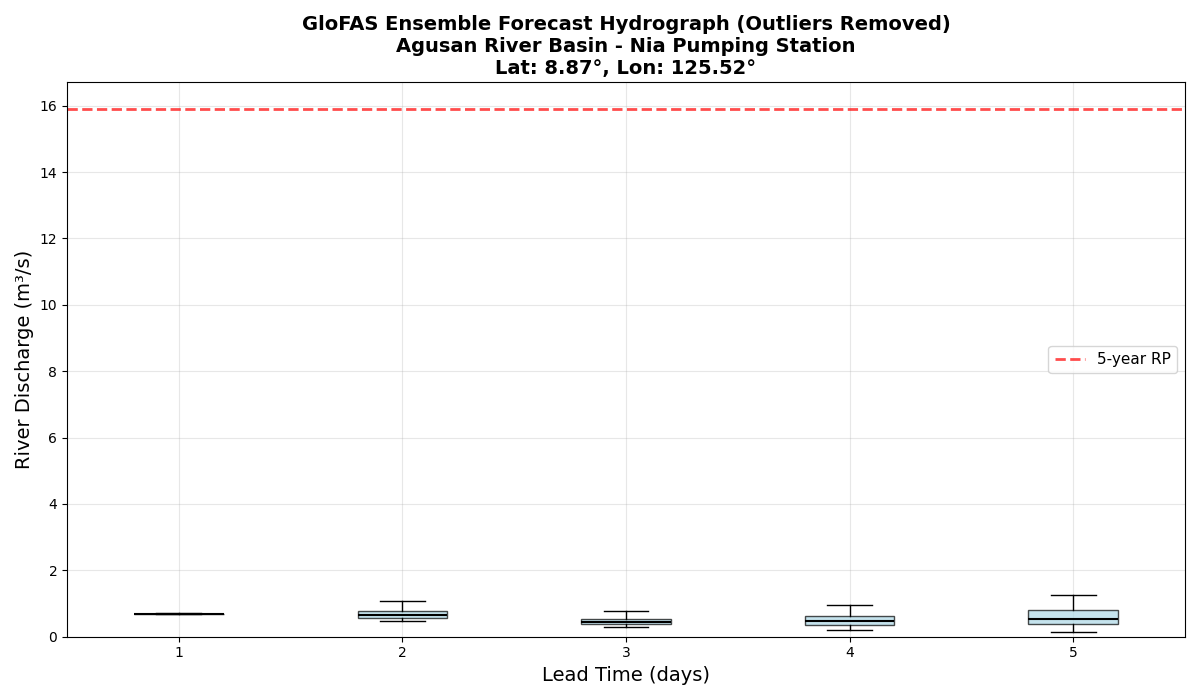 GloFAS Ensemble Forecast Hydrograph (Outliers Removed)
Agusan River Basin - Nia Pumping Station
Lat: 8.87°, Lon: 125.52°
River Discharge (m³/s)
16
14
12
10
8
6
4
2
0
5-year RP
1 2 3 4 5
Lead Time (days)